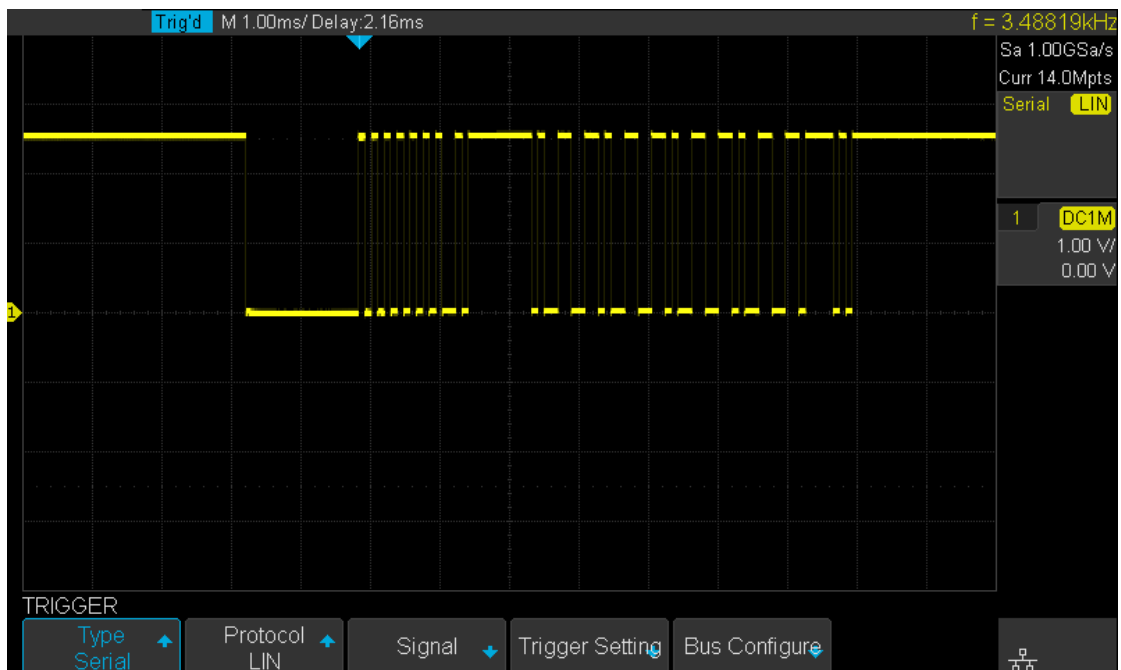 Trig'd M 1.00ms/ Delay:2.16ms f = 3.48819kHz
Sa 1.00GSa/s
Curr 14.0Mpts
Serial LIN
1 DC1M
1.00 V/
0.00 V
1
TRIGGER
Type Protocol Signal Trigger Setting Bus Configure
Serial LIN